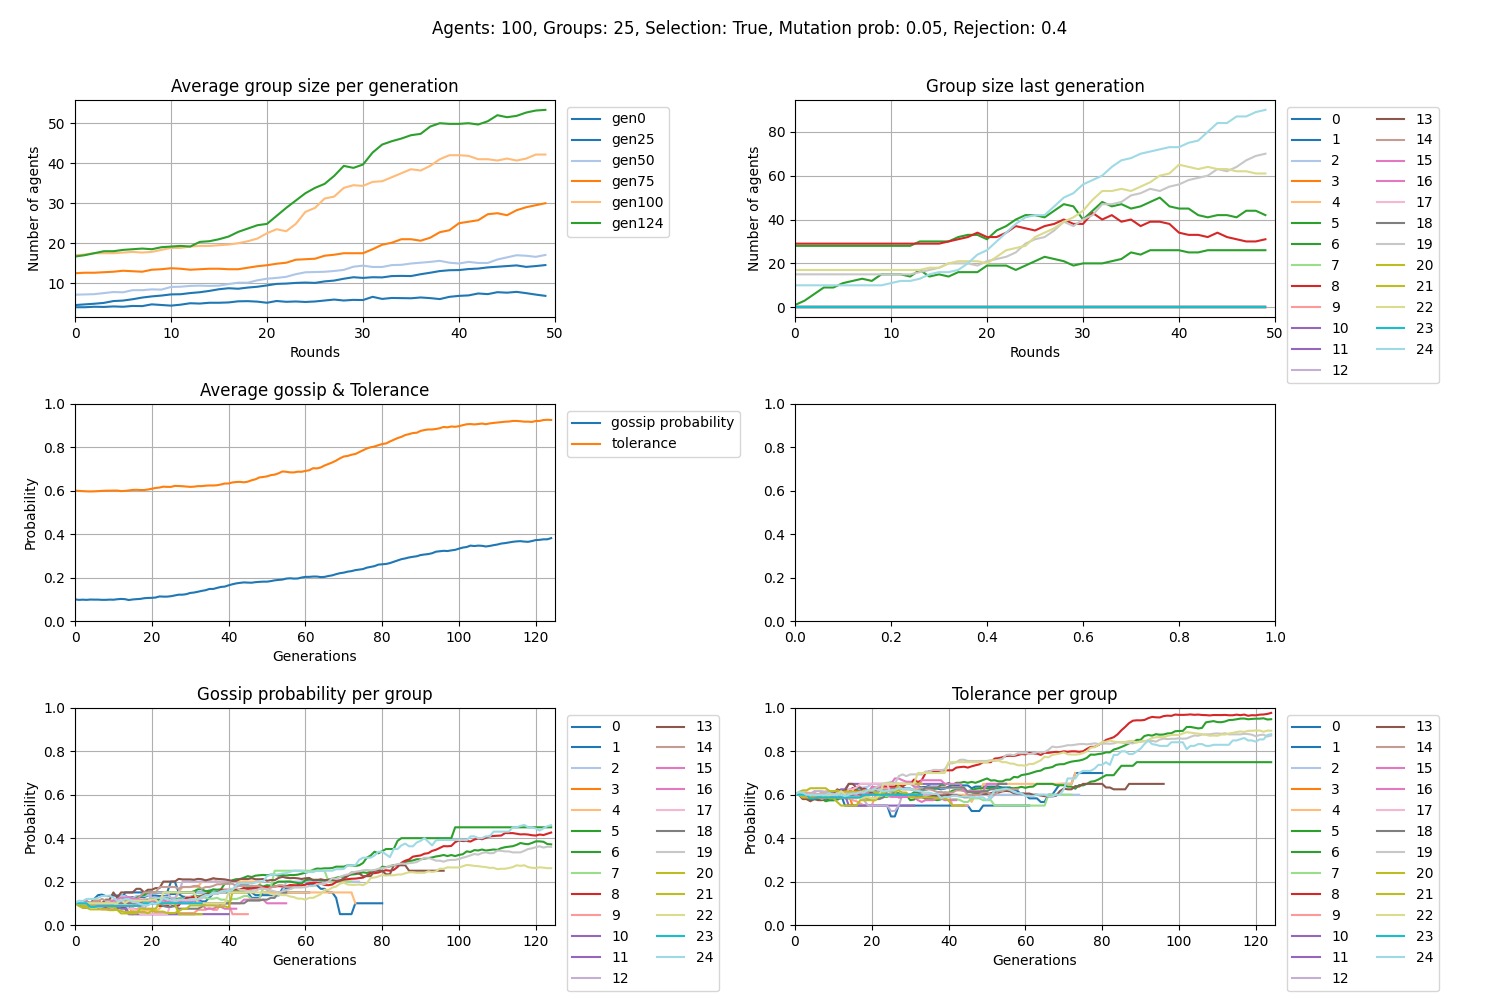 Agents: 100, Groups: 25, Selection: True, Mutation prob: 0.05, Rejection: 0.4
Average group size per generation
Number of agents
50
40
30
20
10
0 10 20 30 40 50
Rounds
gen0
gen25
gen50
gen75
gen100
gen124
Group size last generation
Number of agents
80
60
40
20
0
0 10 20 30 40 50
Rounds
0 13
1 14
2 15
3 16
4 17
5 18
6 19
7 20
8 21
9 22
10 23
11 24
12
Average gossip & Tolerance
Probability
1.0
0.8
0.6
0.4
0.2
0.0
0 20 40 60 80 100 120
Generations
gossip probability
tolerance
1.0
0.8
0.6
0.4
0.2
0.0
0.0 0.2 0.4 0.6 0.8 1.0
Gossip probability per group
Probability
1.0
0.8
0.6
0.4
0.2
0.0
0 20 40 60 80 100 120
Generations
0 13
1 14
2 15
3 16
4 17
5 18
6 19
7 20
8 21
9 22
10 23
11 24
12
Tolerance per group
Probability
1.0
0.8
0.6
0.4
0.2
0.0
0 20 40 60 80 100 120
Generations
0 13
1 14
2 15
3 16
4 17
5 18
6 19
7 20
8 21
9 22
10 23
11 24
12